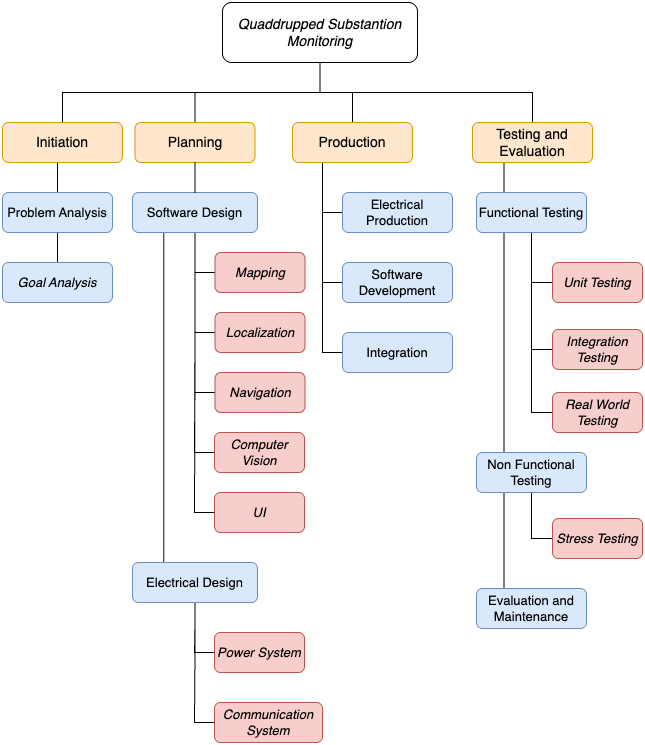 Quaddrupped Substantion
Monitoring
Initiation
Planning
Production
Testing and
Evaluation
Problem Analysis
Goal Analysis
Software Design
Mapping
Localization
Navigation
Computer
Vision
UI
Electrical Design
Power System
Communication
System
Electrical
Production
Software
Development
Integration
Functional Testing
Unit Testing
Integration
Testing
Real World
Testing
Non Functional
Testing
Stress Testing
Evaluation and
Maintenance